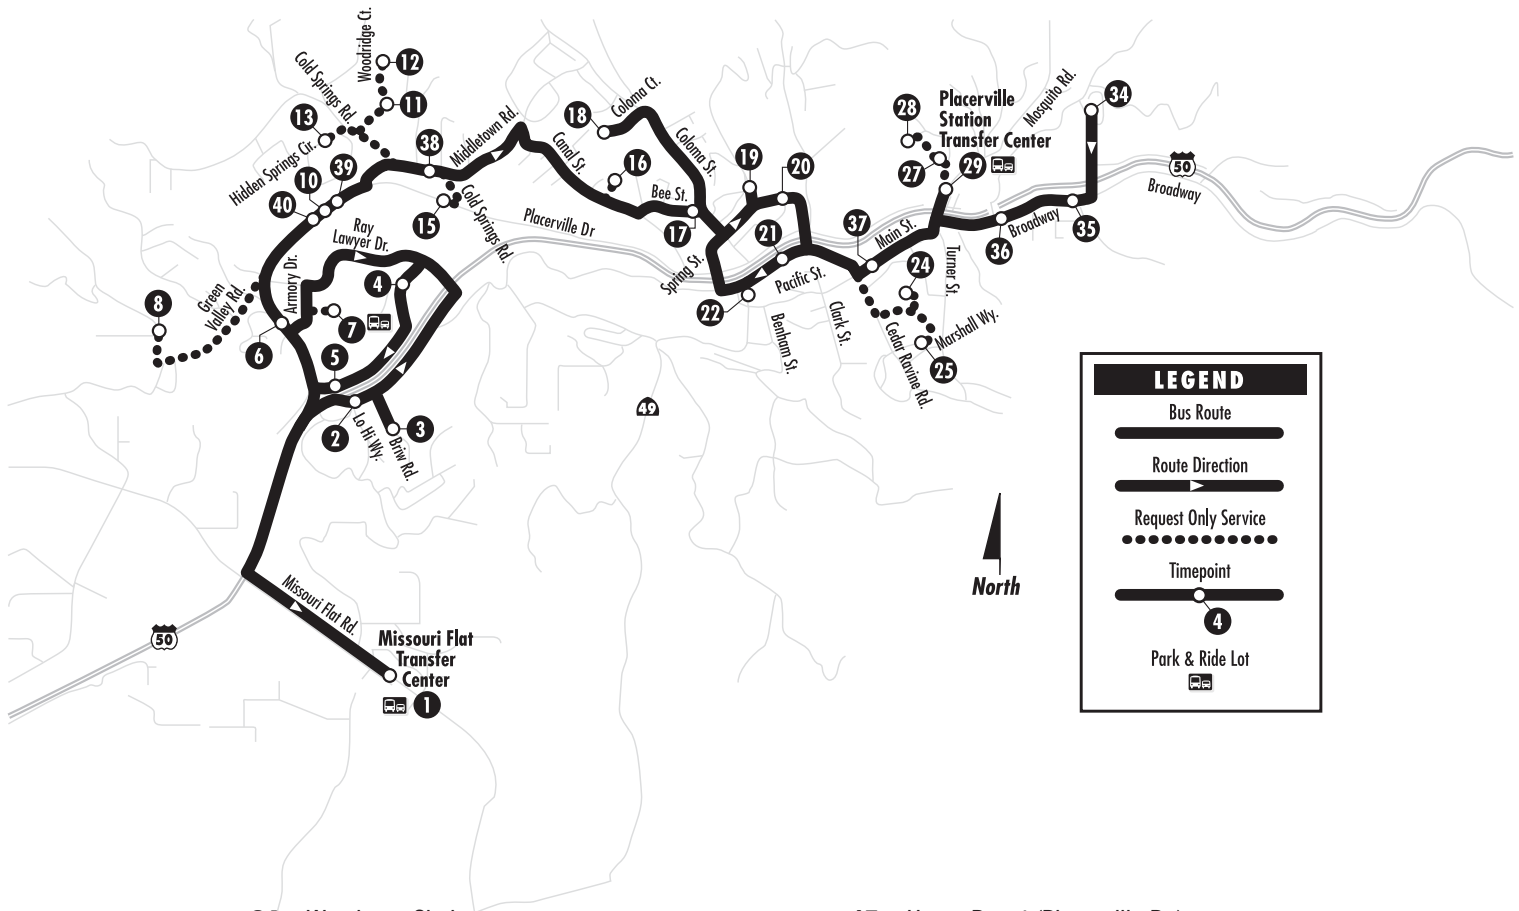 Woodridge Ct.
Cold Springs Rd.
12
11
13
Hidden Springs Cir.
10
39
38
40
Middletown Rd.
15
Cold Springs Rd.
Placerville Dr
Canal St.
18
Coloma Ct.
Coloma St.
16
Bee St.
17
19
20
21
Spring St.
22
Pacific St.
Benham St.
Clark St.
37
Main St.
28
27
Placerville
Station
Transfer Center
29
Mosquito Rd.
34
50
Broadway
35
Broadway
36
Turner St.
24
Marshall Wy.
25
Cedar Ravine Rd.
8
Green
Valley Rd.
Armory Dr.
Ray
Lawyer Dr.
4
7
6
5
2
Lo Hi Wy.
3
Briw Rd.
49
50
Missouri Flat Rd.
Missouri Flat
Transfer
Center
1
North
LEGEND
Bus Route
Route Direction
Request Only Service
Timepoint
4
Park & Ride Lot